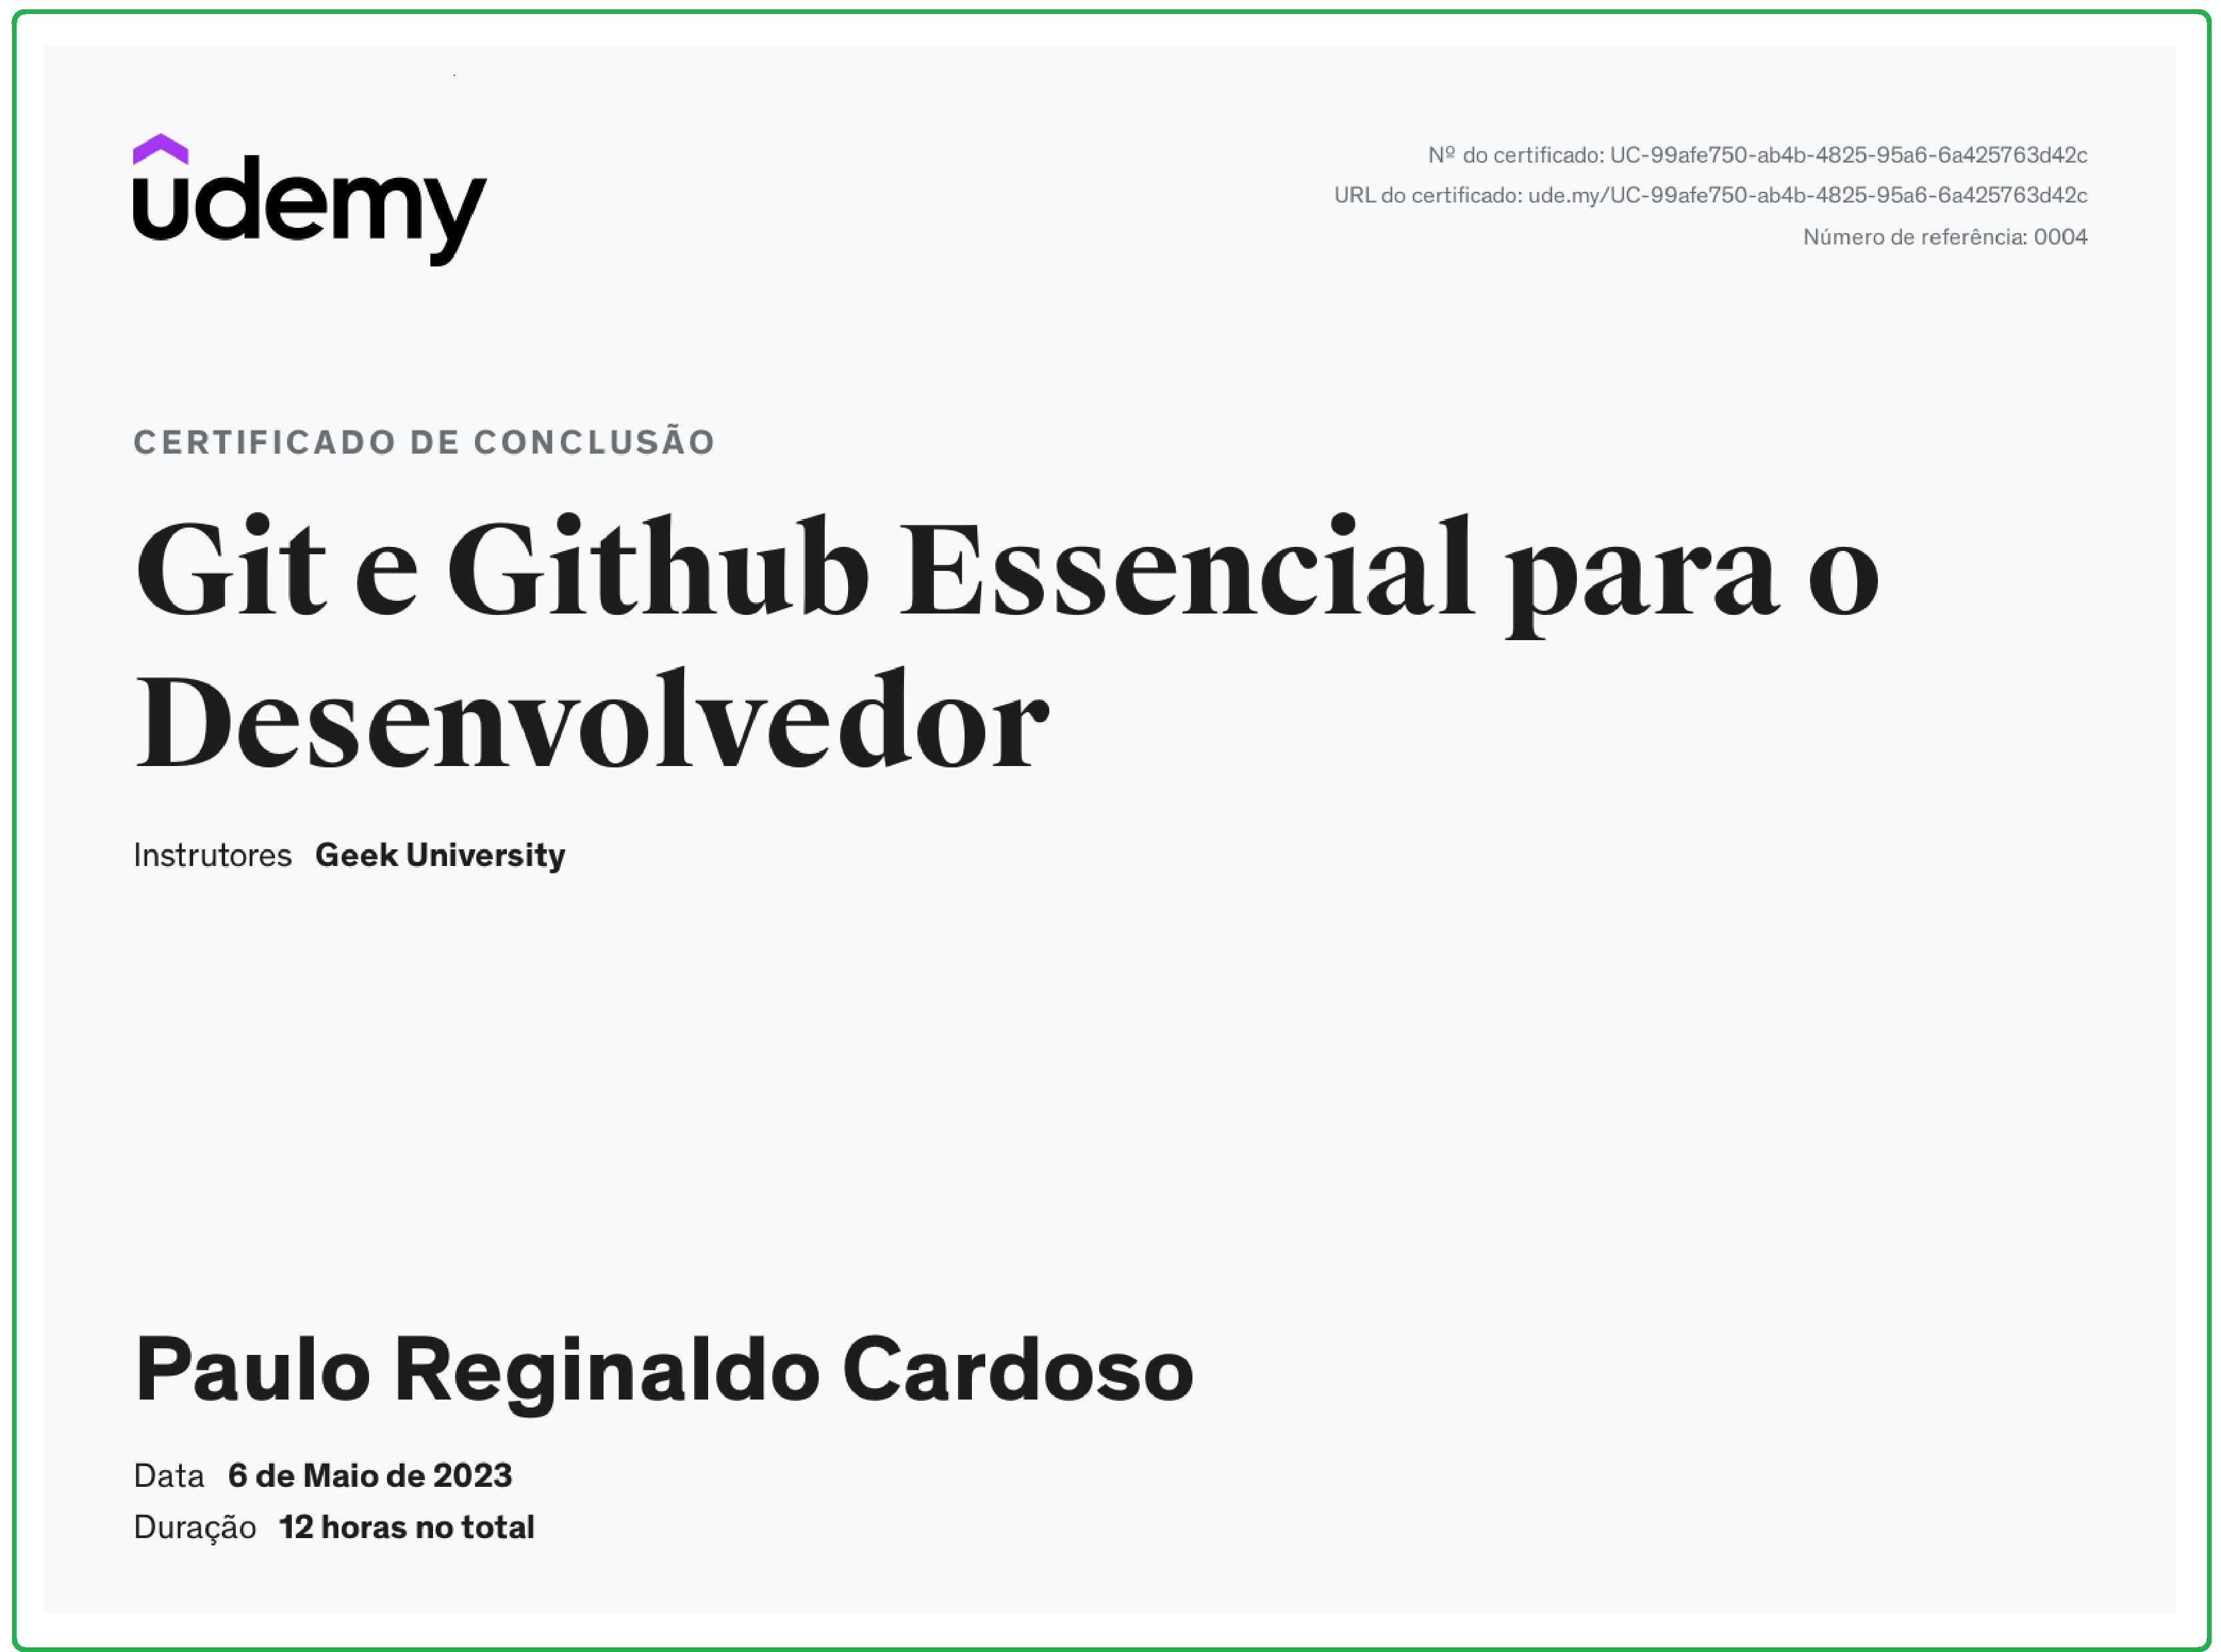 udemy
Nº do certificado: UC-99afe750-ab4b-4825-95a6-6a425763d42c
URL do certificado: ude.my/UC-99afe750-ab4b-4825-95a6-6a425763d42c
Número de referência: 0004
CERTIFICADO DE CONCLUSÃO
Git e Github Essencial para o
Desenvolvedor
Instrutores Geek University
Paulo Reginaldo Cardoso
Data 6 de Maio de 2023
Duração 12 horas no total